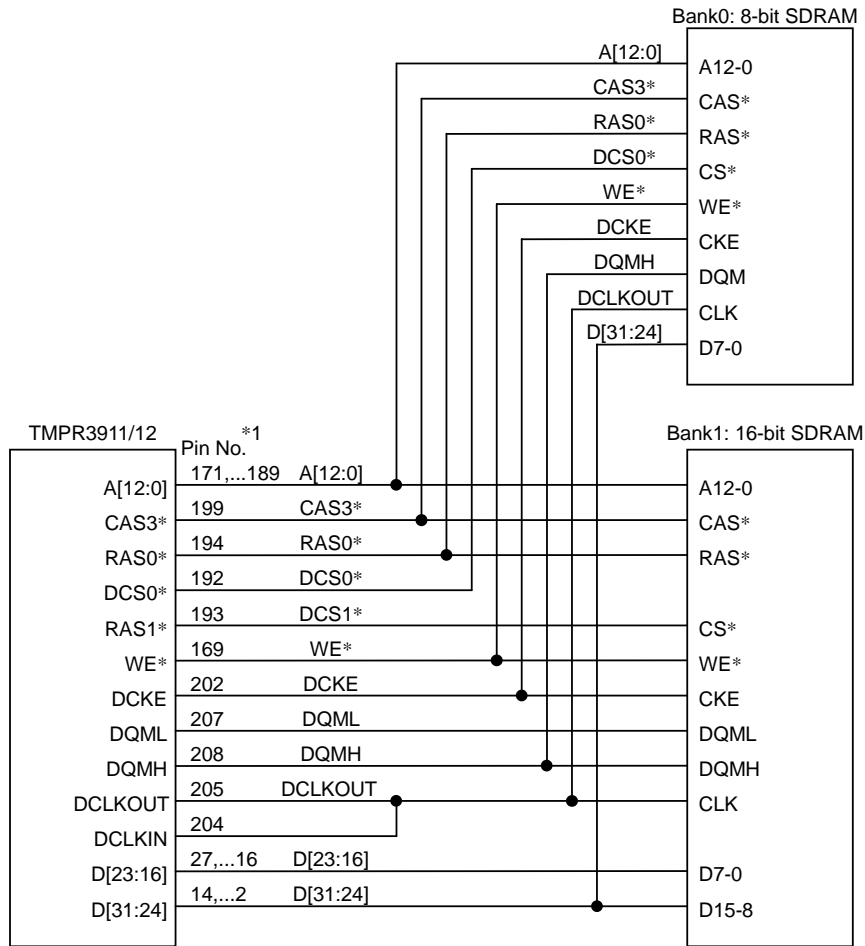 Bank0: 8-bit SDRAM
A[12:0] A12-0
CAS3* CAS*
RAS0* RAS*
DCS0* CS*
WE* WE*
DCKE CKE
DQMH DQM
DCLKOUT CLK
D[31:24] D7-0
TMPR3911/12
Pin No. *1
Bank1: 16-bit SDRAM
A[12:0] 171,...189 A[12:0] A12-0
CAS3* 199 CAS3* CAS*
RAS0* 194 RAS0* RAS*
DCS0* 192 DCS0*
RAS1* 193 DCS1* CS*
WE* 169 WE* WE*
DCKE 202 DCKE CKE
DQML 207 DQML DQML
DQMH 208 DQMH DQMH
DCLKOUT 205 DCLKOUT CLK
DCLKIN 204
D[23:16] 27,...16 D[23:16] D7-0
D[31:24] 14,...2 D[31:24] D15-8